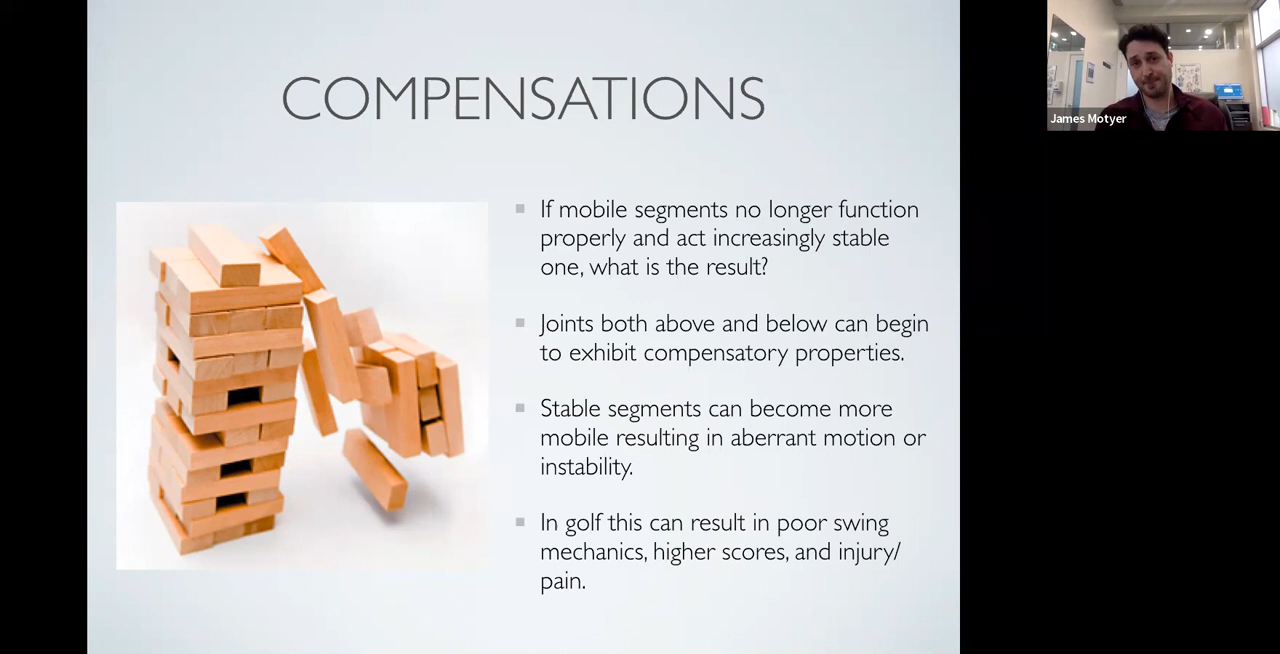 COMPENSATIONS
If mobile segments no longer function
properly and act increasingly stable
one, what is the result?
Joints both above and below can begin
to exhibit compensatory properties.
Stable segments can become more
mobile resulting in aberrant motion or
instability.
In golf this can result in poor swing
mechanics, higher scores, and injury/
pain.
James Motyer